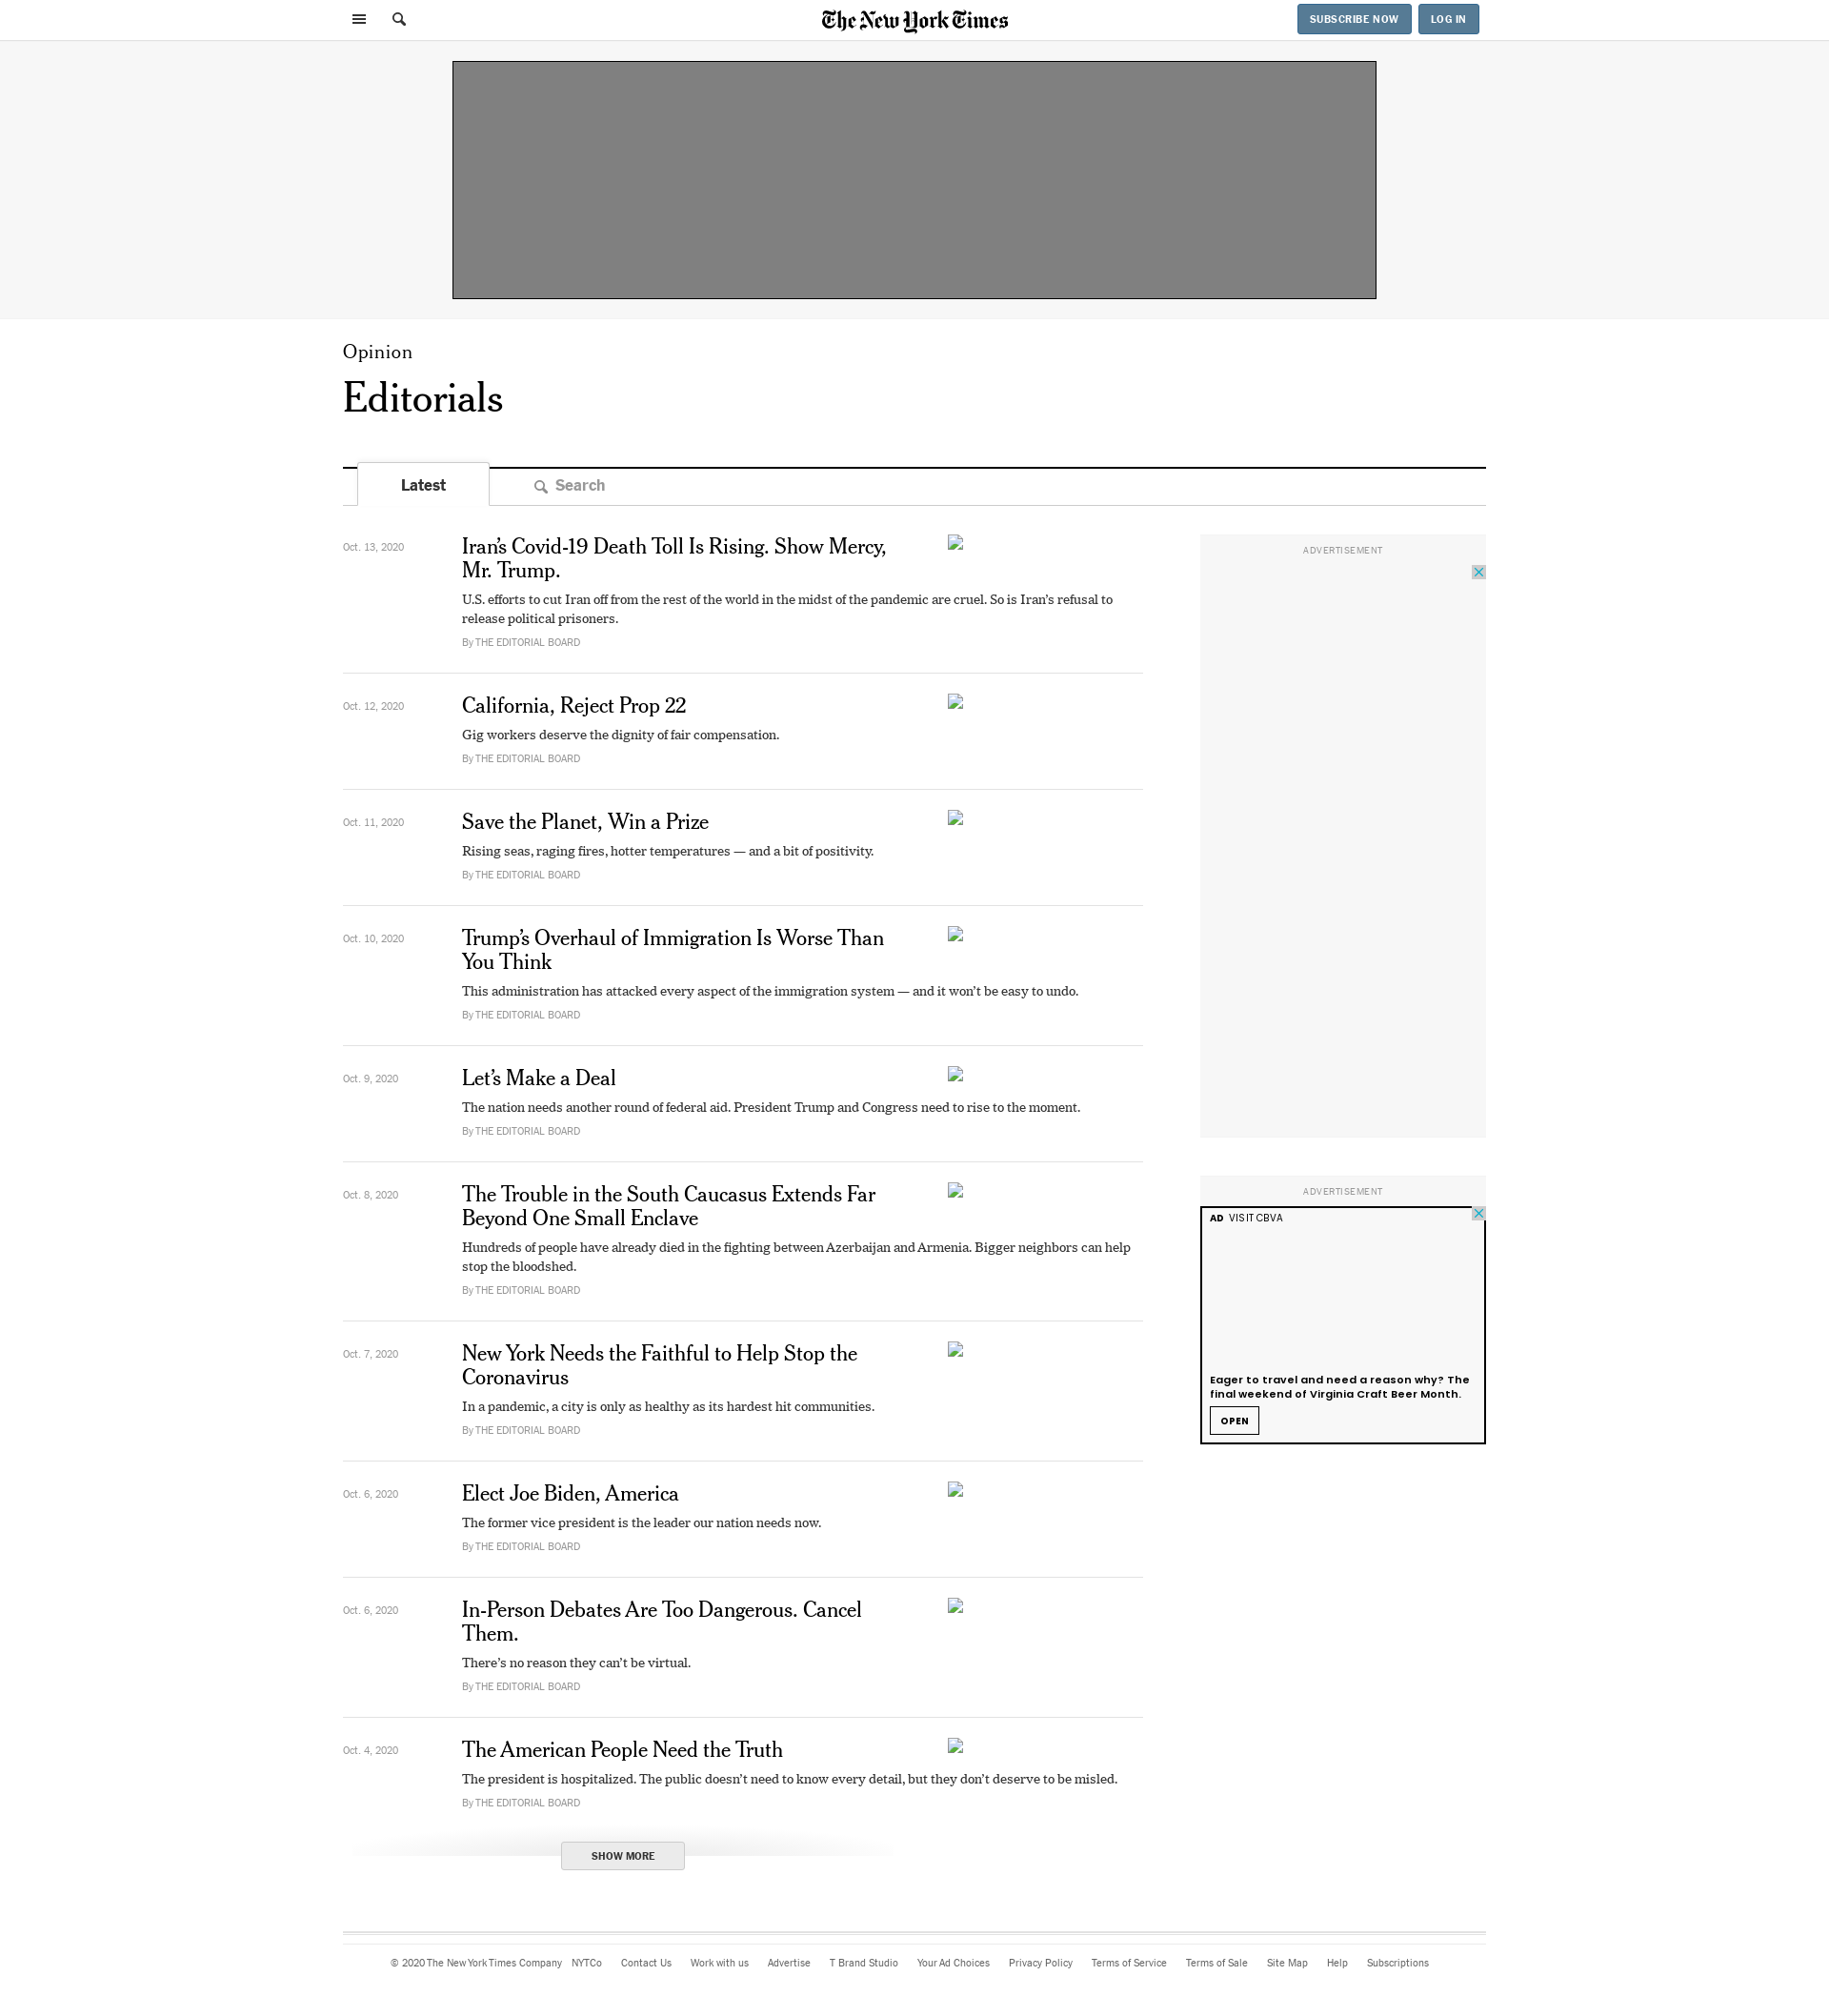 The New York Times
SUBSCRIBE NOW
LOG IN
Opinion
Editorials
Latest
Search
Oct. 13, 2020
Iran’s Covid-19 Death Toll Is Rising. Show Mercy,
Mr. Trump.
U.S. efforts to cut Iran off from the rest of the world in the midst of the pandemic are cruel. So is Iran’s refusal to
release political prisoners.
By THE EDITORIAL BOARD
Oct. 12, 2020
California, Reject Prop 22
Gig workers deserve the dignity of fair compensation.
By THE EDITORIAL BOARD
Oct. 11, 2020
Save the Planet, Win a Prize
Rising seas, raging fires, hotter temperatures — and a bit of positivity.
By THE EDITORIAL BOARD
Oct. 10, 2020
Trump’s Overhaul of Immigration Is Worse Than
You Think
This administration has attacked every aspect of the immigration system — and it won’t be easy to undo.
By THE EDITORIAL BOARD
Oct. 9, 2020
Let’s Make a Deal
The nation needs another round of federal aid. President Trump and Congress need to rise to the moment.
By THE EDITORIAL BOARD
Oct. 8, 2020
The Trouble in the South Caucasus Extends Far
Beyond One Small Enclave
Hundreds of people have already died in the fighting between Azerbaijan and Armenia. Bigger neighbors can help
stop the bloodshed.
By THE EDITORIAL BOARD
Oct. 7, 2020
New York Needs the Faithful to Help Stop the
Coronavirus
In a pandemic, a city is only as healthy as its hardest hit communities.
By THE EDITORIAL BOARD
Oct. 6, 2020
Elect Joe Biden, America
The former vice president is the leader our nation needs now.
By THE EDITORIAL BOARD
Oct. 6, 2020
In-Person Debates Are Too Dangerous. Cancel
Them.
There’s no reason they can’t be virtual.
By THE EDITORIAL BOARD
Oct. 4, 2020
The American People Need the Truth
The president is hospitalized. The public doesn’t need to know every detail, but they don’t deserve to be misled.
By THE EDITORIAL BOARD
SHOW MORE
ADVERTISEMENT
ADVERTISEMENT
AD VISIT CBVA
Eager to travel and need a reason why? The
final weekend of Virginia Craft Beer Month.
OPEN
© 2020 The New York Times Company NYTCo Contact Us Work with us Advertise T Brand Studio Your Ad Choices Privacy Policy Terms of Service Terms of Sale Site Map Help Subscriptions